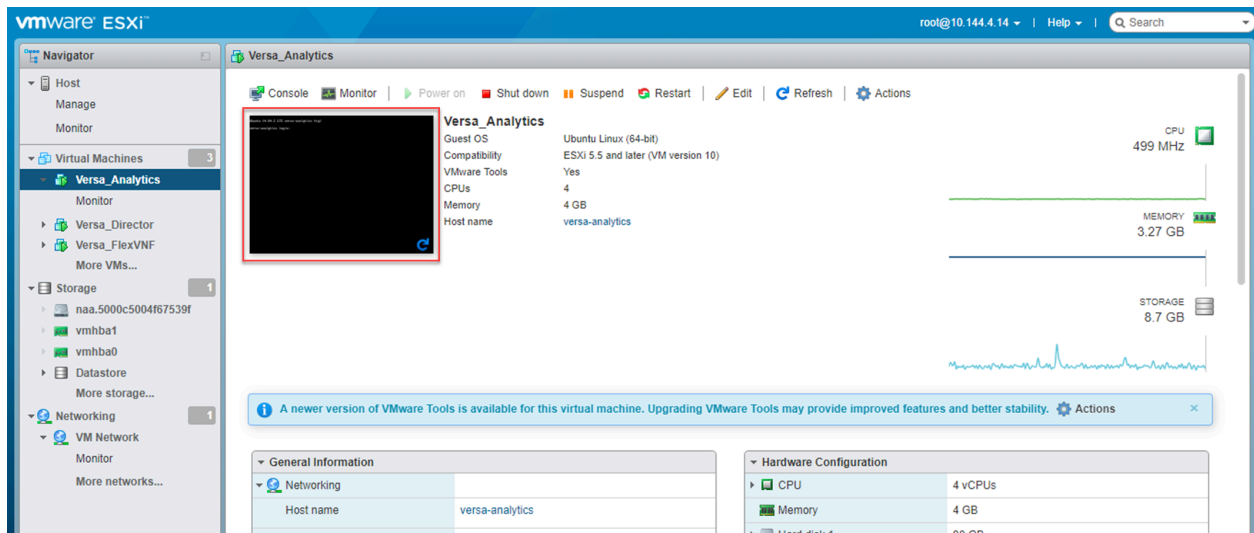 vmware ESXi™
root@10.144.4.14 | Help | Search
Navigator
Host
Manage
Monitor
Virtual Machines 3
Versa_Analytics
Monitor
Versa_Director
Versa_FlexVNF
More VMs...
Storage 1
naa.5000c5004f67539f
vmhba1
vmhba0
Datastore
More storage...
Networking 1
VM Network
Monitor
More networks...
Versa_Analytics
Console Monitor | Power on Shut down Suspend Restart | Edit | Refresh | Actions
Versa_Analytics
Guest OS Ubuntu Linux (64-bit)
Compatibility ESXi 5.5 and later (VM version 10)
VMware Tools Yes
CPUs 4
Memory 4 GB
Host name versa-analytics
CPU
499 MHz
MEMORY
3.27 GB
STORAGE
8.7 GB
A newer version of VMware Tools is available for this virtual machine. Upgrading VMware Tools may provide improved features and better stability. Actions ×
General Information
Networking
Host name versa-analytics
Hardware Configuration
CPU 4 vCPUs
Memory 4 GB